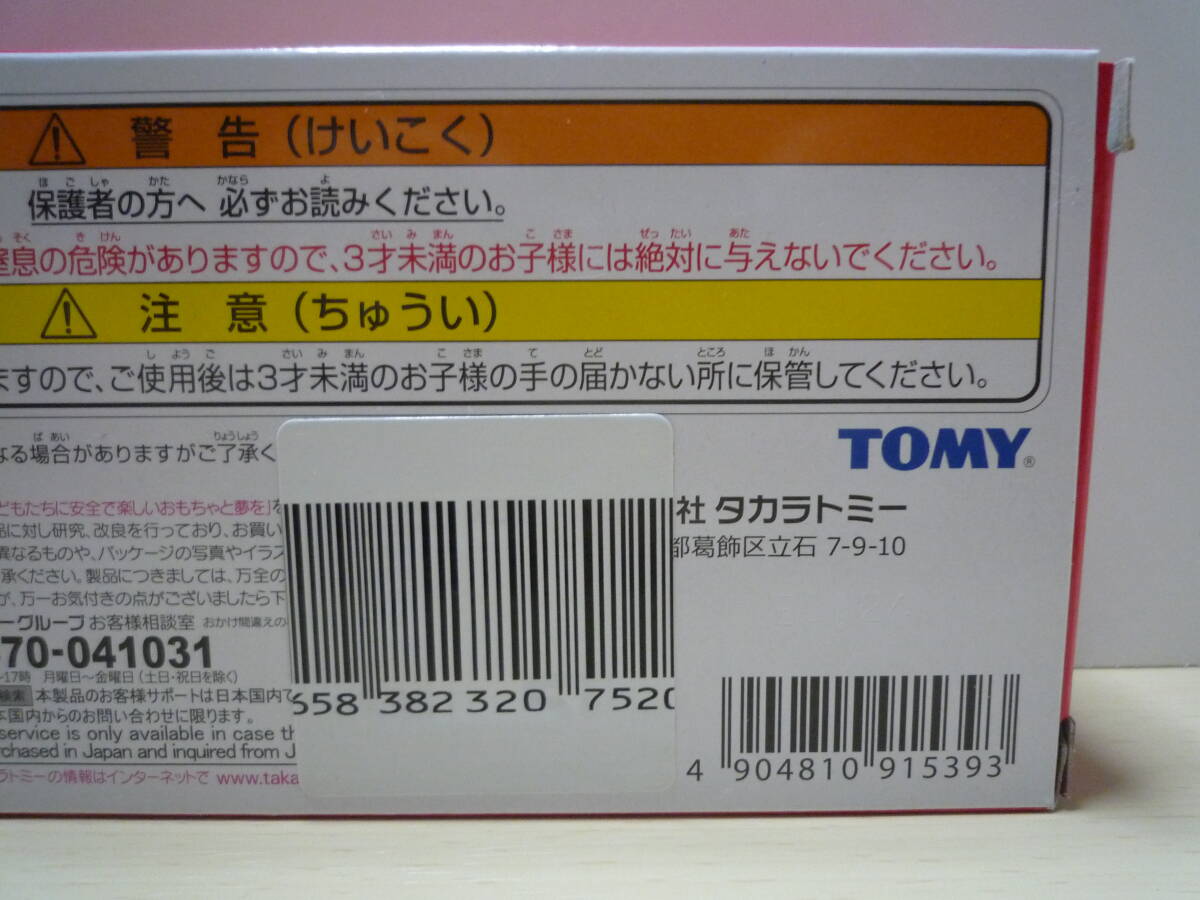 警 告（けいこく）
保護者の方へ 必ずお読みください。
窒息の危険がありますので、3才未満のお子様には絶対に与えないでください。
注 意（ちゅうい）
ますので、ご使用後は3才未満のお子様の手の届かない所に保管してください。
なる場合がありますがご了承く
TOMY®
どもたちに安全で楽しいおもちゃと夢を」を
社 タカラトミー
品に対し研究、改良を行っており、お買い
都葛飾区立石 7-9-10
異なるものや、パッケージの写真やイラス
承ください。製品につきましては、万全の
が、万一お気付きの点がございましたら下
ーグループ お客様相談室 おかけ間違えの
70-041031
~17時 月曜日~金曜日（土日・祝日を除く）
検索 本製品のお客様サポートは日本国内で
本国内からのお問い合わせに限ります。
service is only available in case th
rchased in Japan and inquired from J
ラトミーの情報はインターネットで www.taka
658 382 320 7520
4 904810 915393